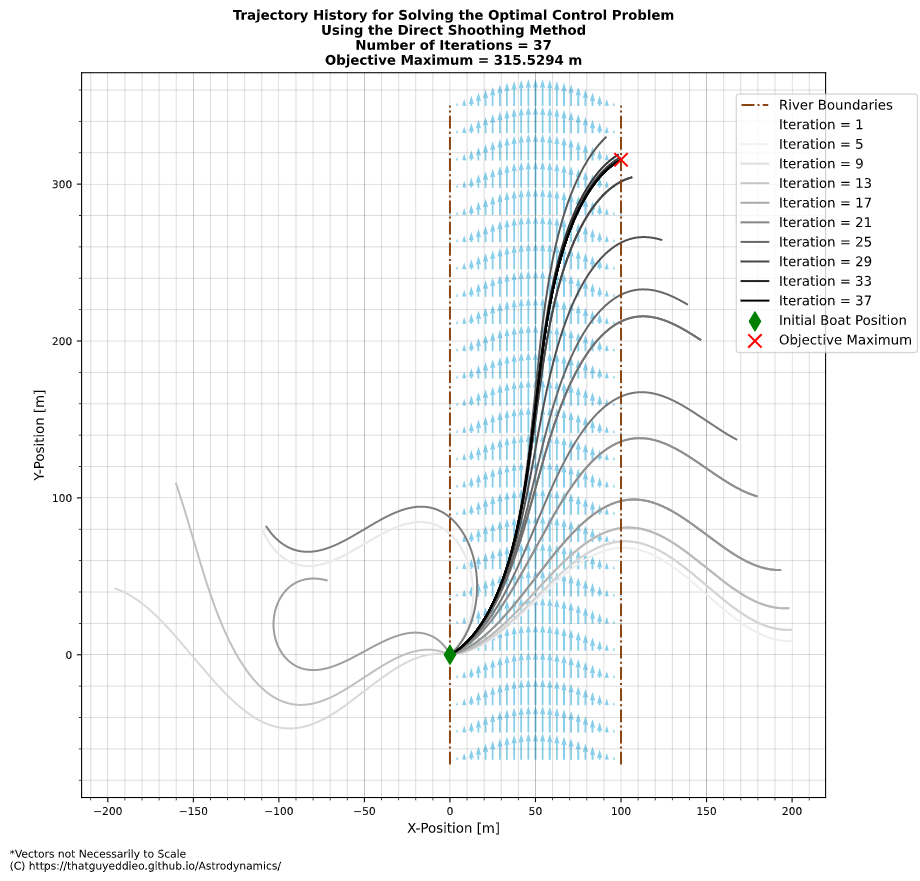 Trajectory History for Solving the Optimal Control Problem
Using the Direct Shoothing Method
Number of Iterations = 37
Objective Maximum = 315.5294 m
River Boundaries
Iteration = 1
Iteration = 5
Iteration = 9
Iteration = 13
Iteration = 17
Iteration = 21
Iteration = 25
Iteration = 29
Iteration = 33
Iteration = 37
Initial Boat Position
Objective Maximum
Y-Position [m]
300
200
100
0
−200
−150
−100
−50
0
50
100
150
200
X-Position [m]
*Vectors not Necessarily to Scale
(C) https://thatguyeddieo.github.io/Astrodynamics/